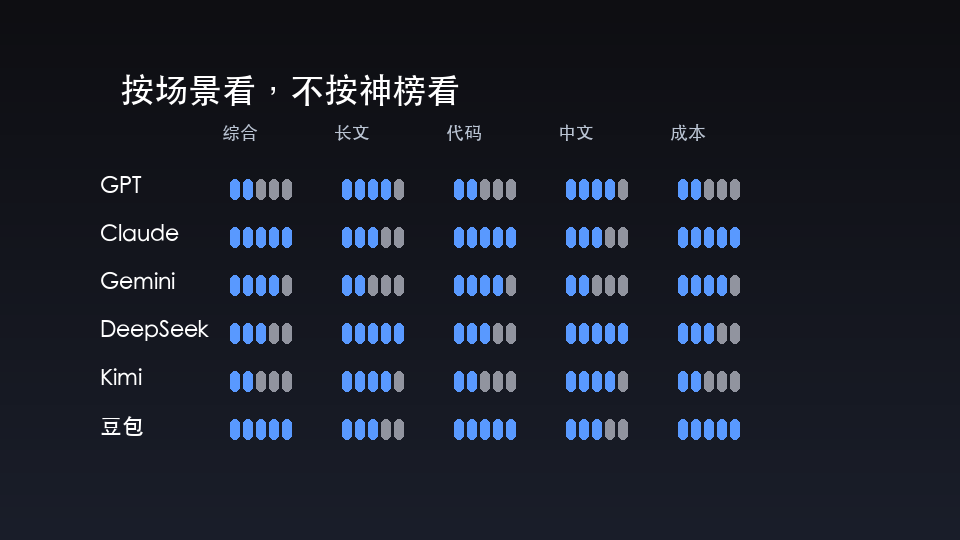 按场景看，不按神榜看
综合 长文 代码 中文 成本
GPT
Claude
Gemini
DeepSeek
Kimi
豆包